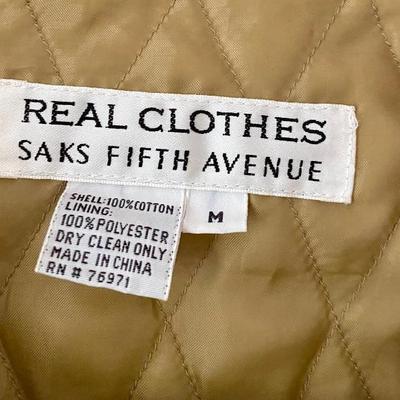 REAL CLOTHES
SAKS FIFTH AVENUE
SHELL: 100% COTTON
LINING:
100% POLYESTER
DRY CLEAN ONLY
MADE IN CHINA
RN # 76971
M